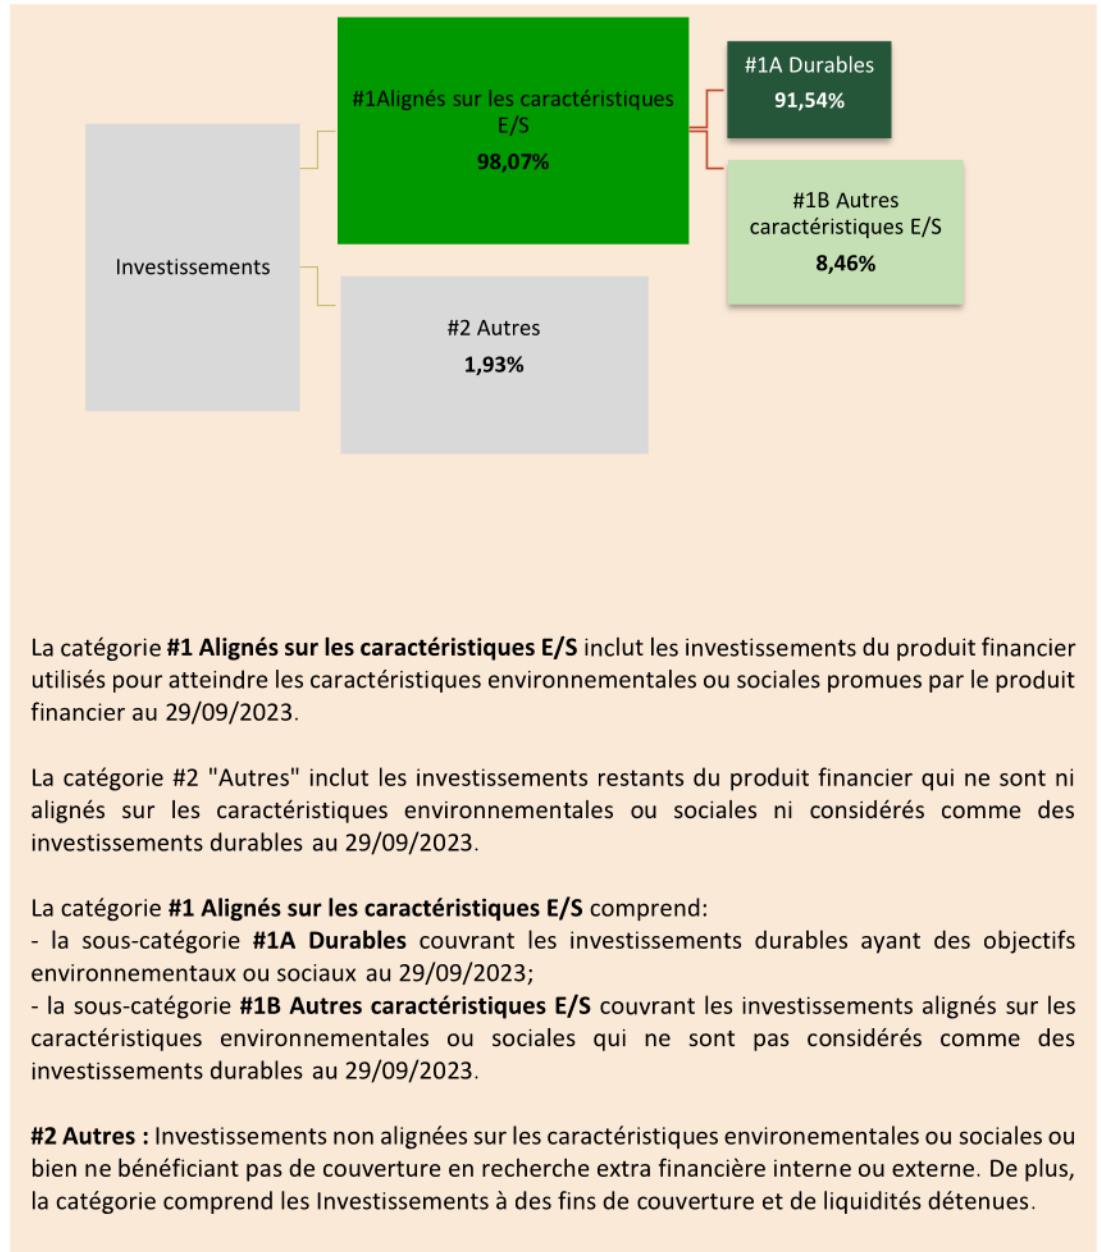 #1Alignés sur les caractéristiques
E/S
98,07%
#1A Durables
91,54%
#1B Autres
caractéristiques E/S
8,46%
Investissements
#2 Autres
1,93%
La catégorie #1 Alignés sur les caractéristiques E/S inclut les investissements du produit financier
utilisés pour atteindre les caractéristiques environnementales ou sociales promues par le produit
financier au 29/09/2023.
La catégorie #2 "Autres" inclut les investissements restants du produit financier qui ne sont ni
alignés sur les caractéristiques environnementales ou sociales ni considérés comme des
investissements durables au 29/09/2023.
La catégorie #1 Alignés sur les caractéristiques E/S comprend:
- la sous-catégorie #1A Durables couvrant les investissements durables ayant des objectifs
environnementaux ou sociaux au 29/09/2023;
- la sous-catégorie #1B Autres caractéristiques E/S couvrant les investissements alignés sur les
caractéristiques environnementales ou sociales qui ne sont pas considérés comme des
investissements durables au 29/09/2023.
#2 Autres : Investissements non alignées sur les caractéristiques environementales ou sociales ou
bien ne bénéficiant pas de couverture en recherche extra financière interne ou externe. De plus,
la catégorie comprend les Investissements à des fins de couverture et de liquidités détenues.